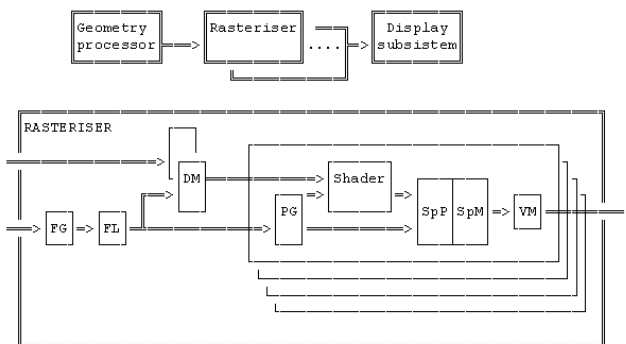 Geometry
processor
Rasteriser
....
Display
subsistem
RASTERISER
DM
Shader
PG
SpP
SpM
VM
FG
FL